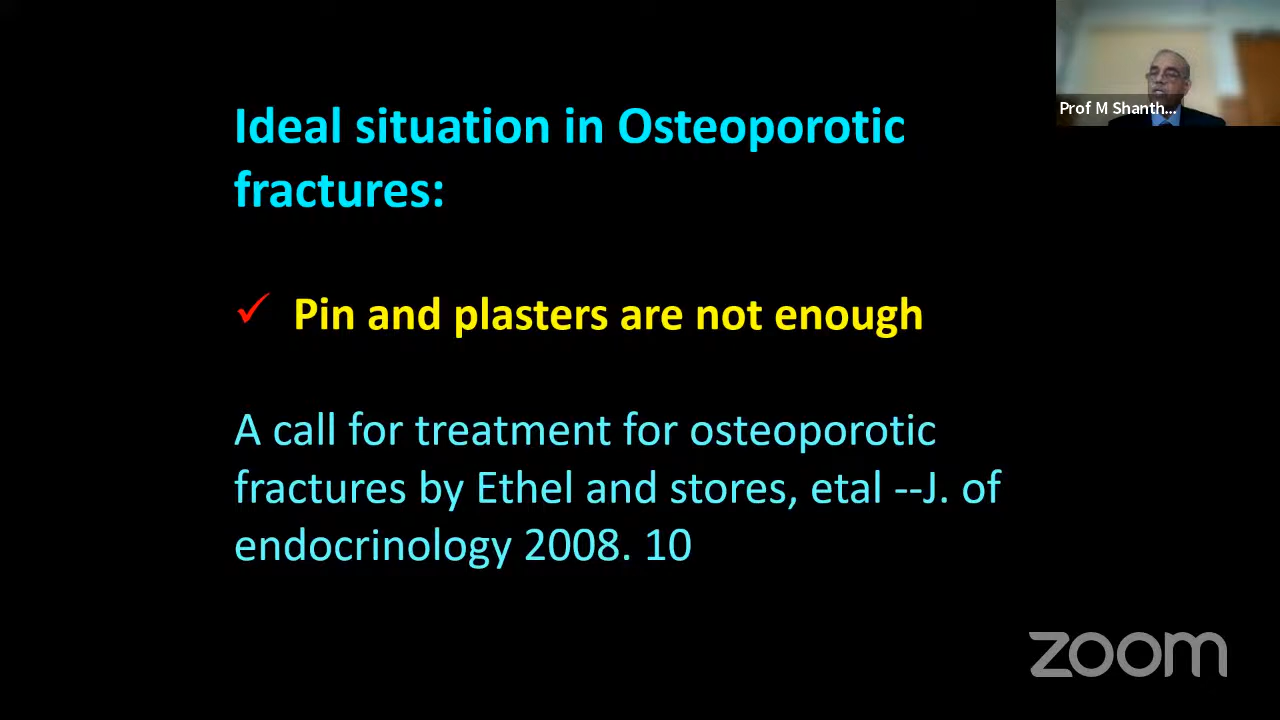 Prof M Shanth...
Ideal situation in Osteoporotic
fractures:
✓ Pin and plasters are not enough
A call for treatment for osteoporotic
fractures by Ethel and stores, etal --J. of
endocrinology 2008. 10
zoom